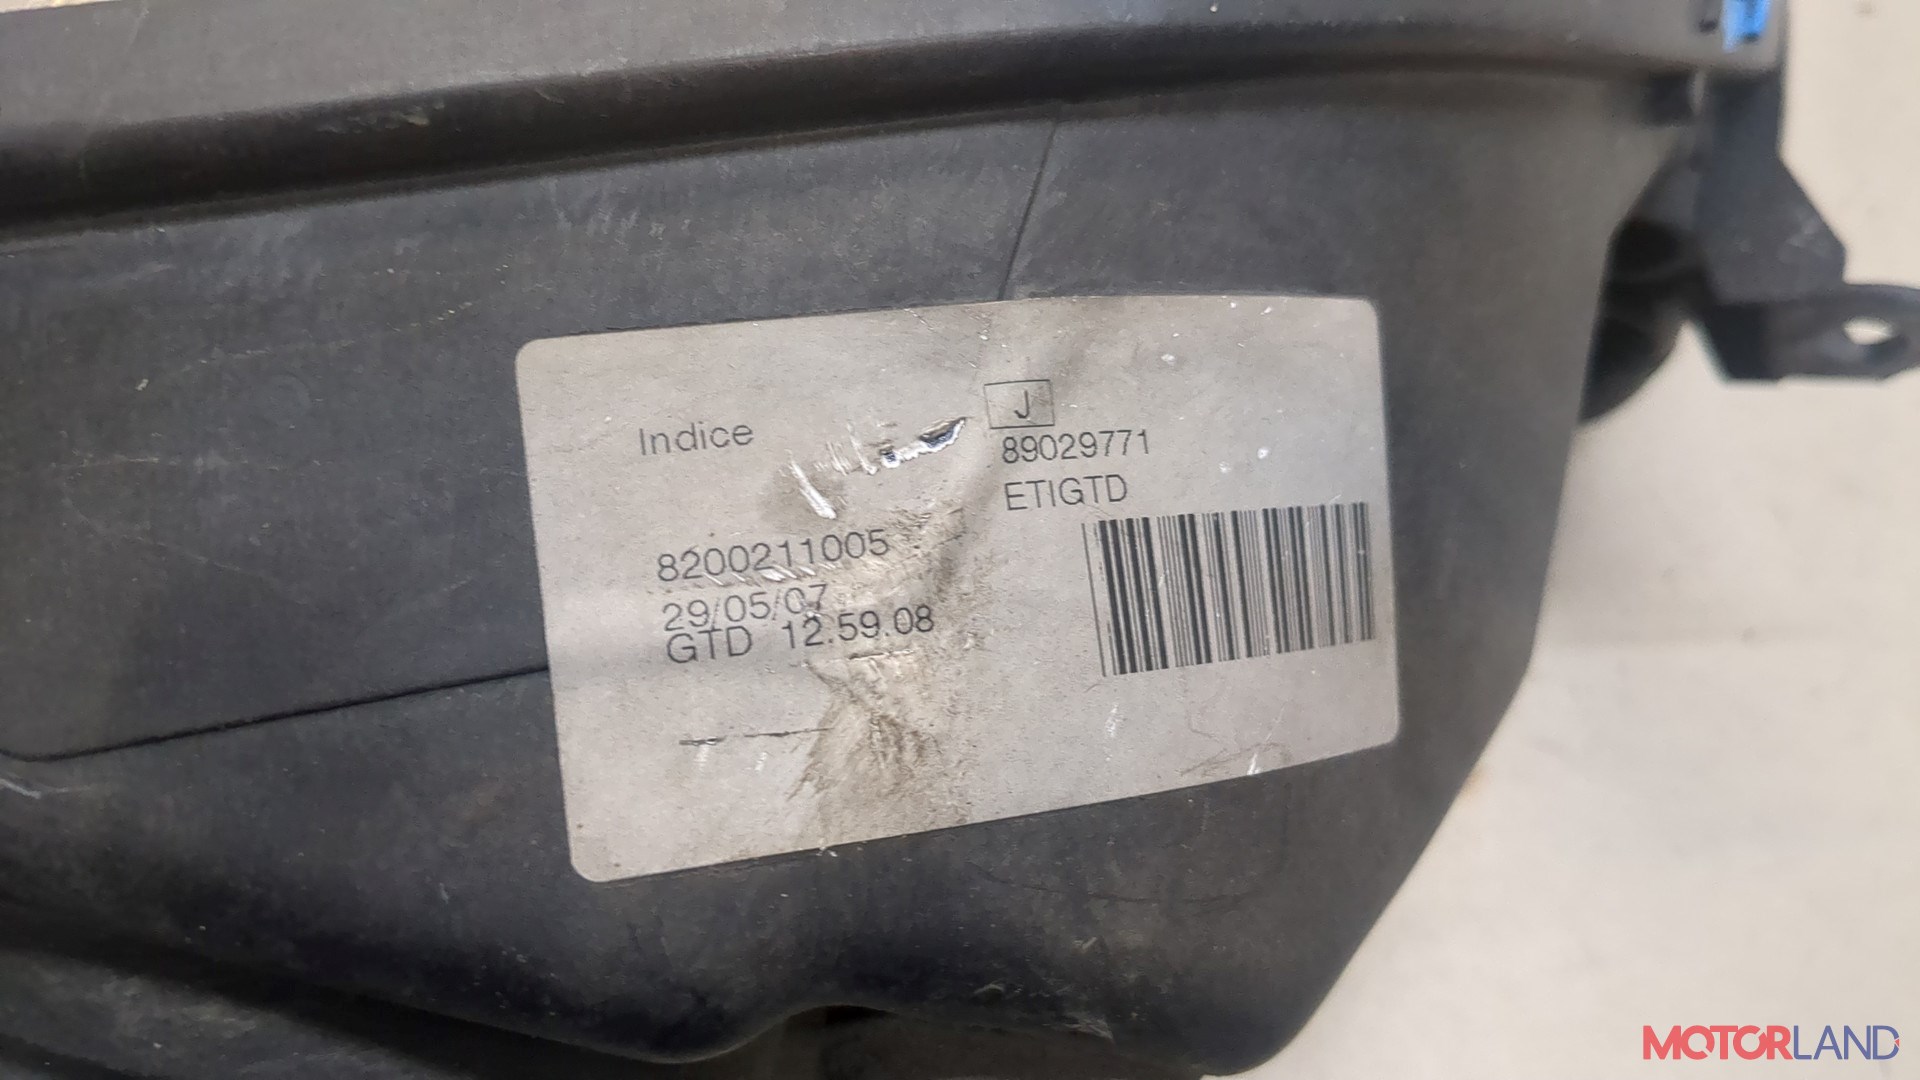 Indice
J
89029771
ETIGTD
8200211005
29/05/07
GTD 12.59.08
MOTORLAND